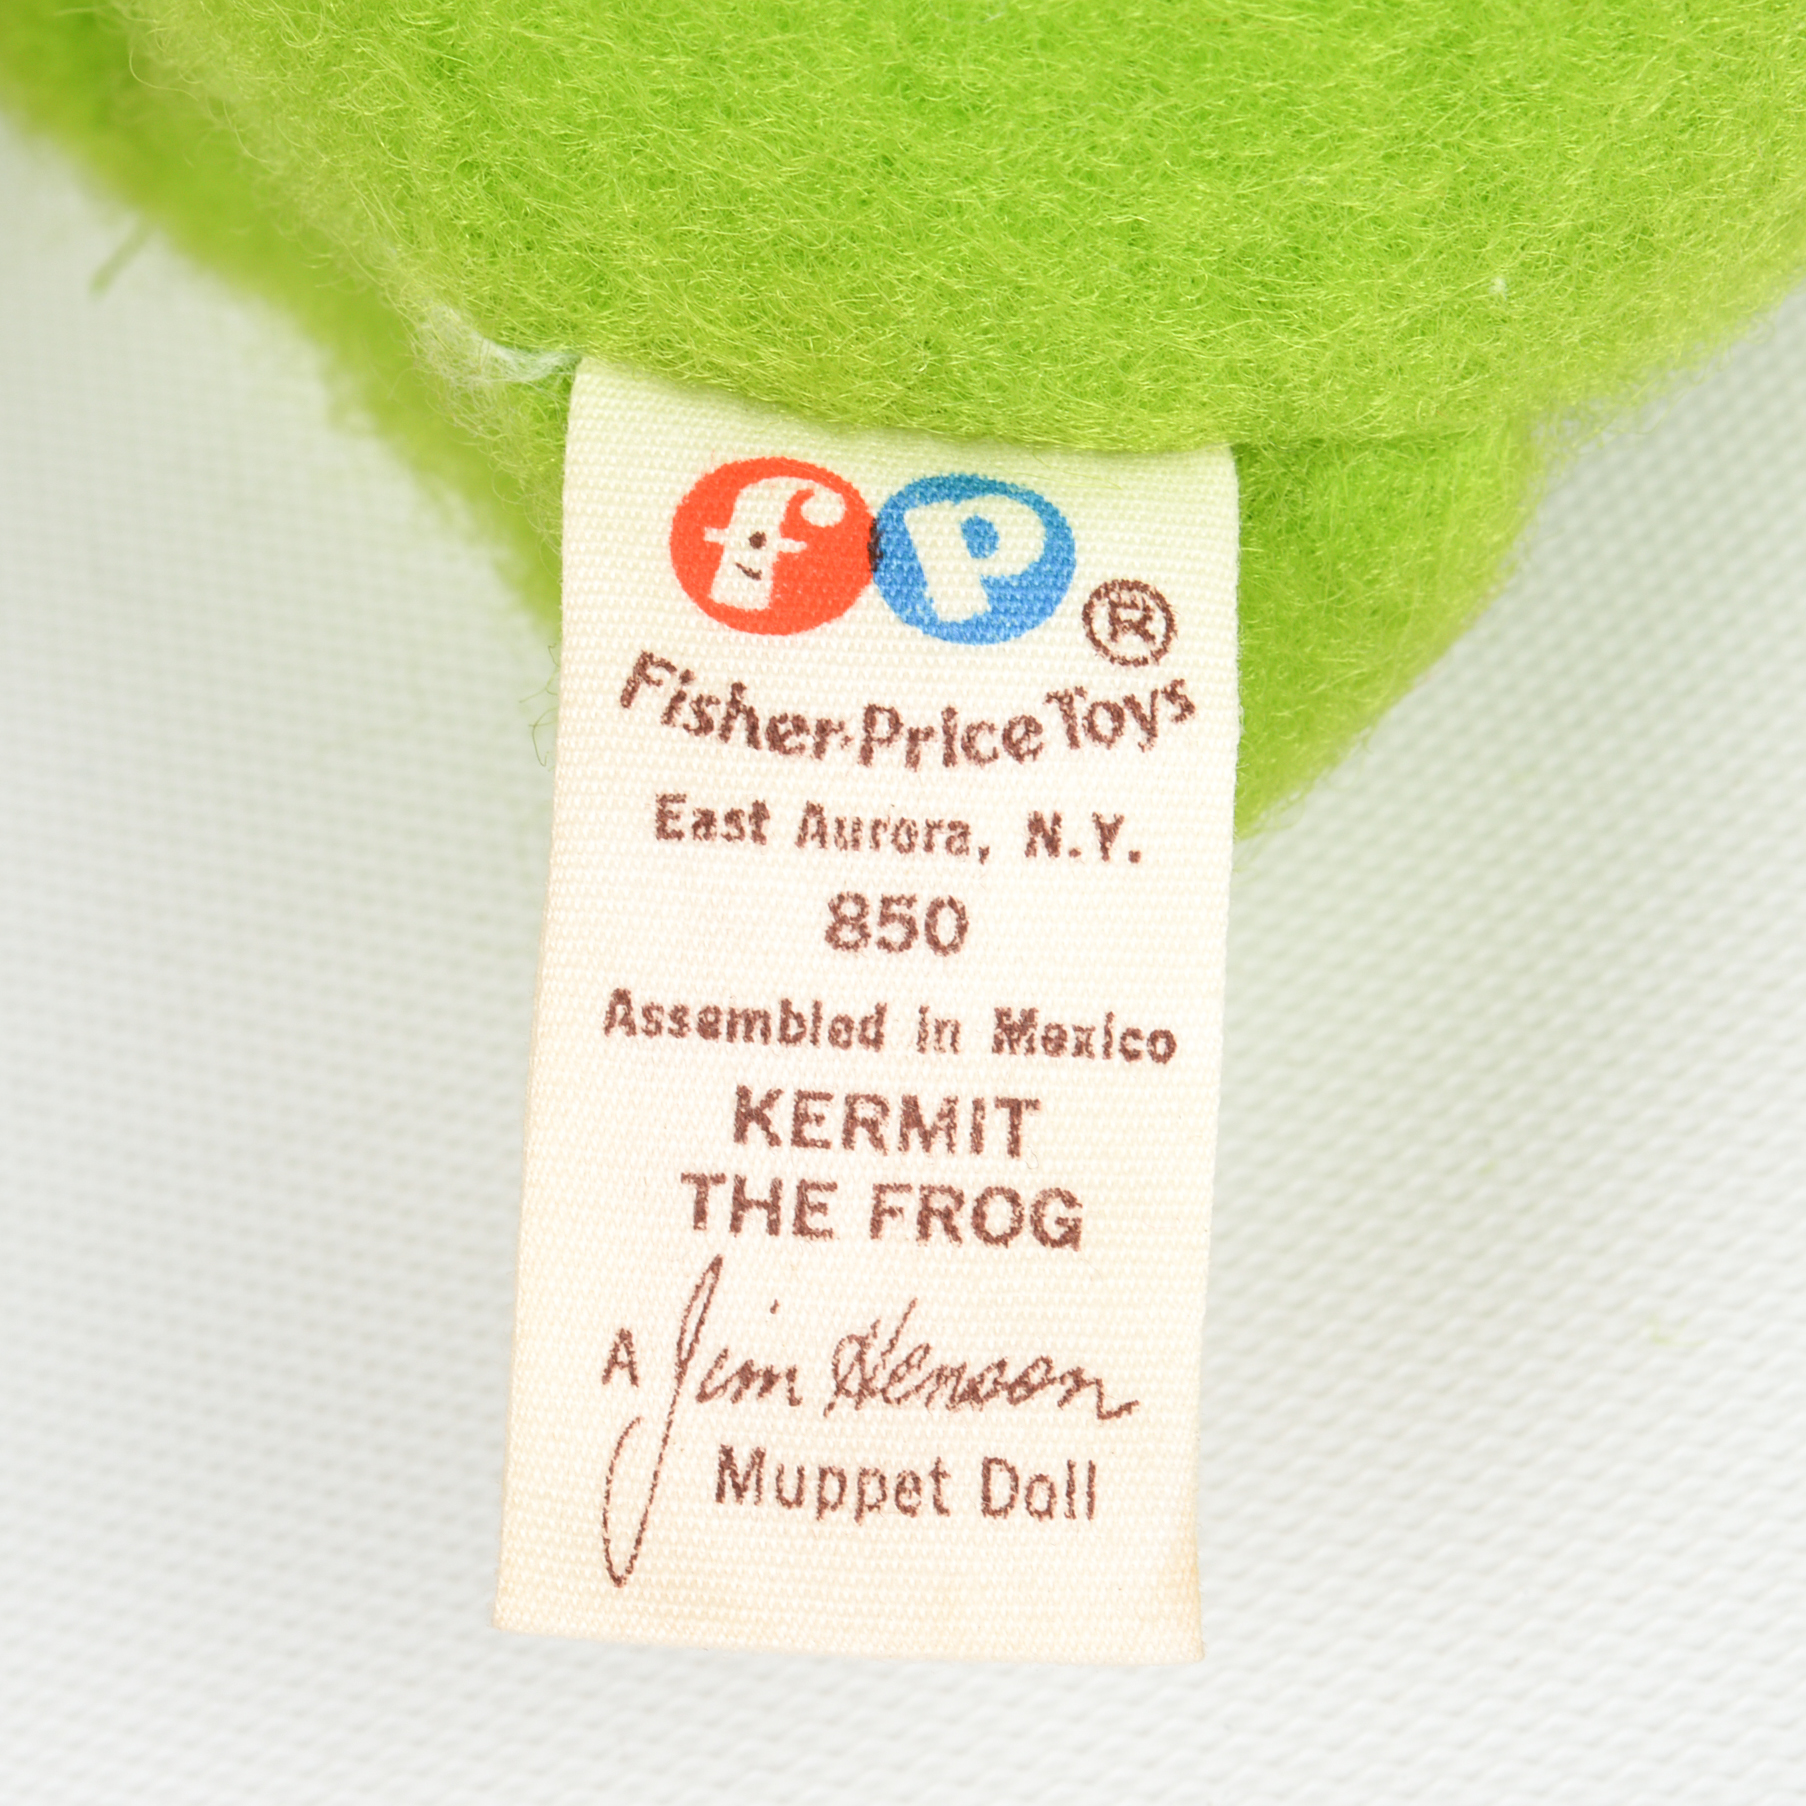 fp ®
Fisher-Price Toys
East Aurora, N.Y.
850
Assembled in Mexico
KERMIT
THE FROG
A Jim Henson
Muppet Doll